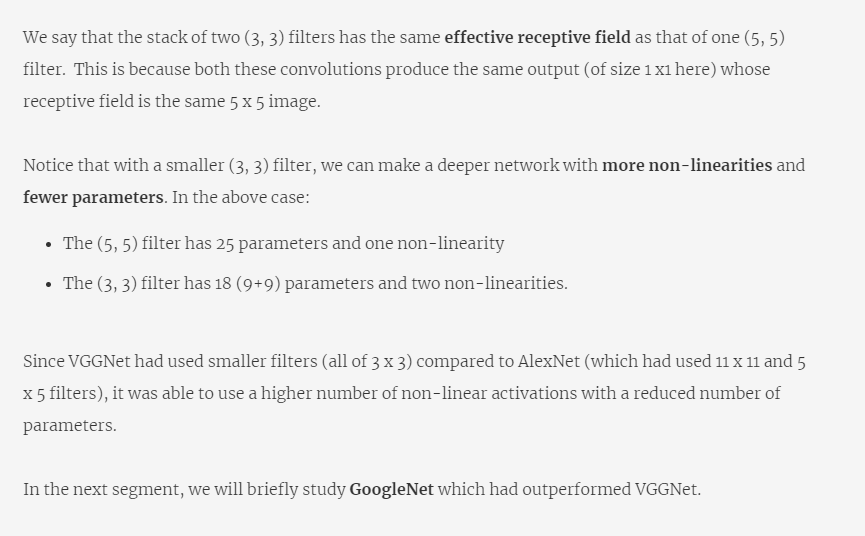 We say that the stack of two (3, 3) filters has the same effective receptive field as that of one (5, 5)
filter.  This is because both these convolutions produce the same output (of size 1 x1 here) whose
receptive field is the same 5 x 5 image.
Notice that with a smaller (3, 3) filter, we can make a deeper network with more non-linearities and
fewer parameters. In the above case:
• The (5, 5) filter has 25 parameters and one non-linearity
• The (3, 3) filter has 18 (9+9) parameters and two non-linearities.
Since VGGNet had used smaller filters (all of 3 x 3) compared to AlexNet (which had used 11 x 11 and 5
x 5 filters), it was able to use a higher number of non-linear activations with a reduced number of
parameters.
In the next segment, we will briefly study GoogleNet which had outperformed VGGNet.